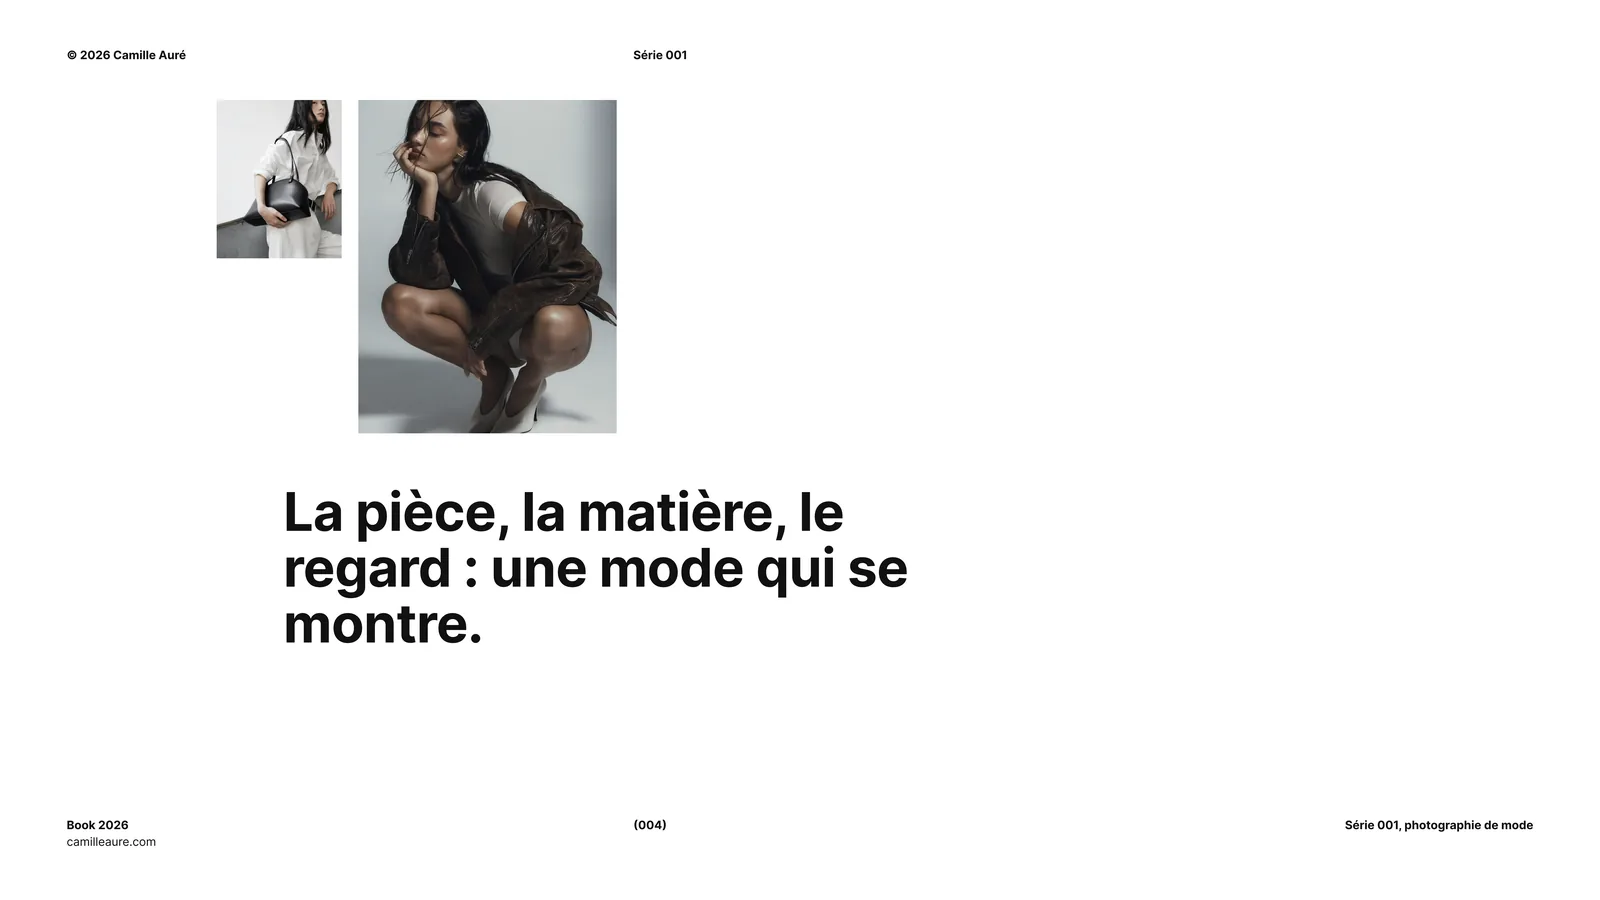 © 2026 Camille Auré
Série 001
La pièce, la matière, le
regard : une mode qui se
montre.
Book 2026
camilleaure.com
(004)
Série 001, photographie de mode